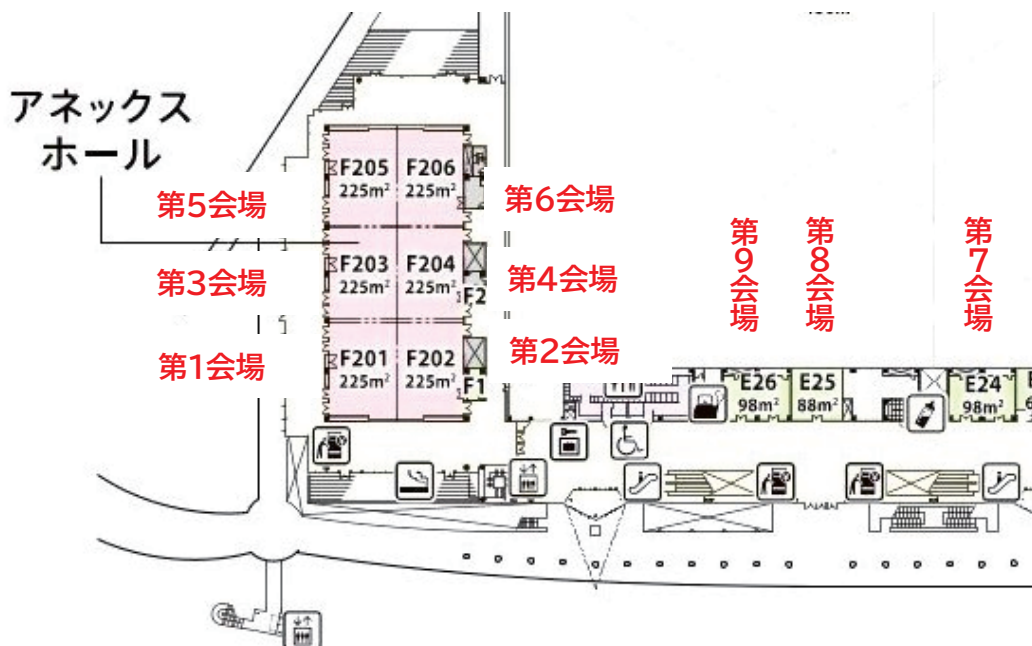 アネックス
ホール
F205
225m²
F206
225m²
第5会場
第6会場
F203
225m²
F204
225m²
第3会場
第4会場
F2
F201
225m²
F202
225m²
第1会場
第2会場
F1
第9会場
第8会場
第7会場
E26
98m²
E25
88m²
E24
98m²